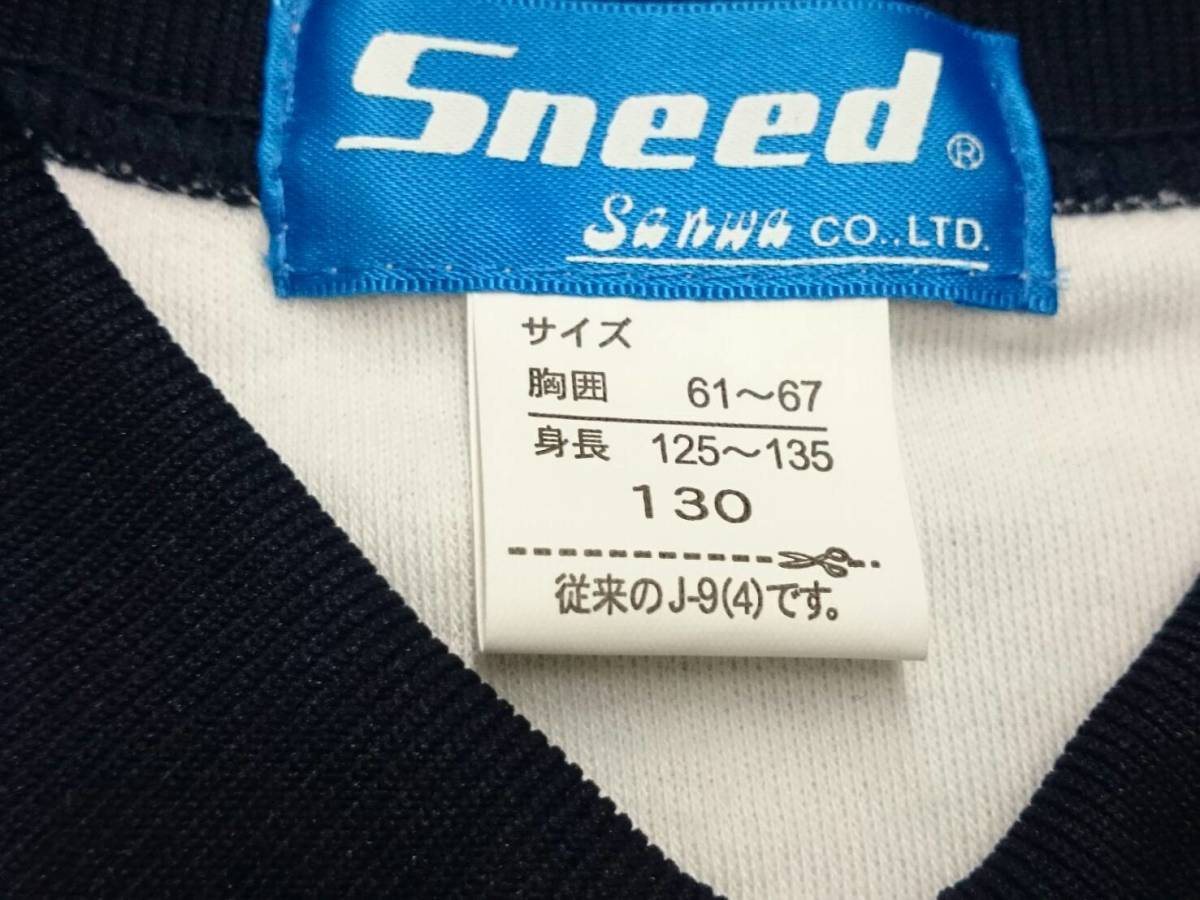 Sneed®
Sanwa CO.,LTD.
サイズ
胸囲 61～67
身長 125～135
130
従来のJ-9(4)です。